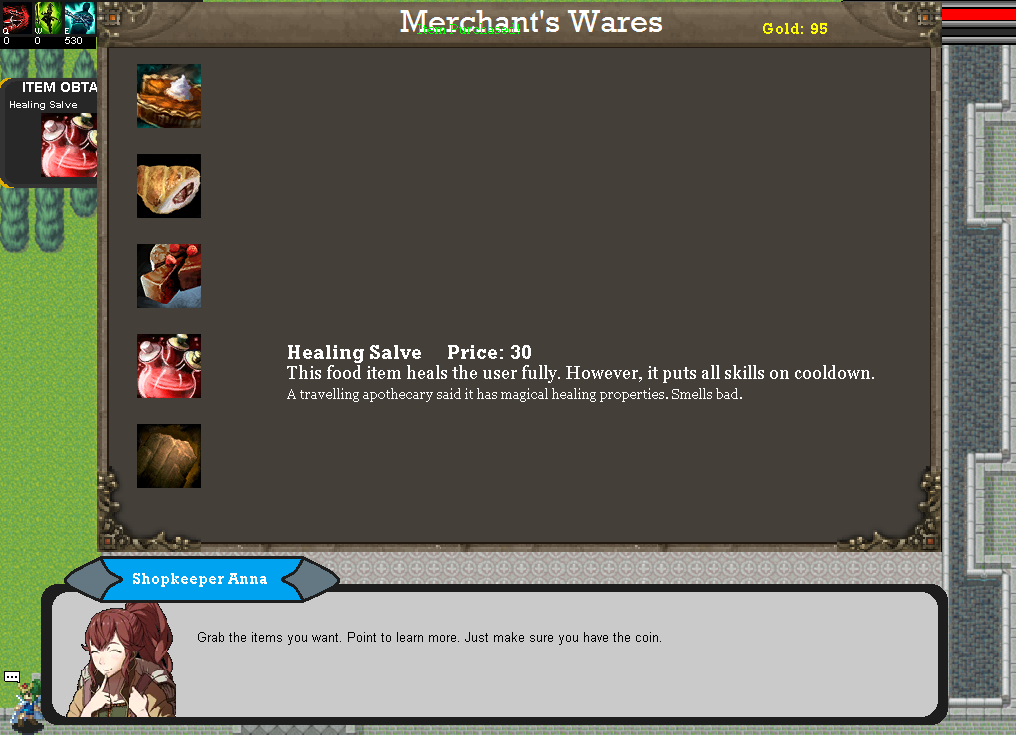 Merchant's Wares
Item Purchased!
Gold: 95
Q W E
0 0 530
ITEM OBTA
Healing Salve
Healing Salve Price: 30
This food item heals the user fully. However, it puts all skills on cooldown.
A travelling apothecary said it has magical healing properties. Smells bad.
Shopkeeper Anna
Grab the items you want. Point to learn more. Just make sure you have the coin.